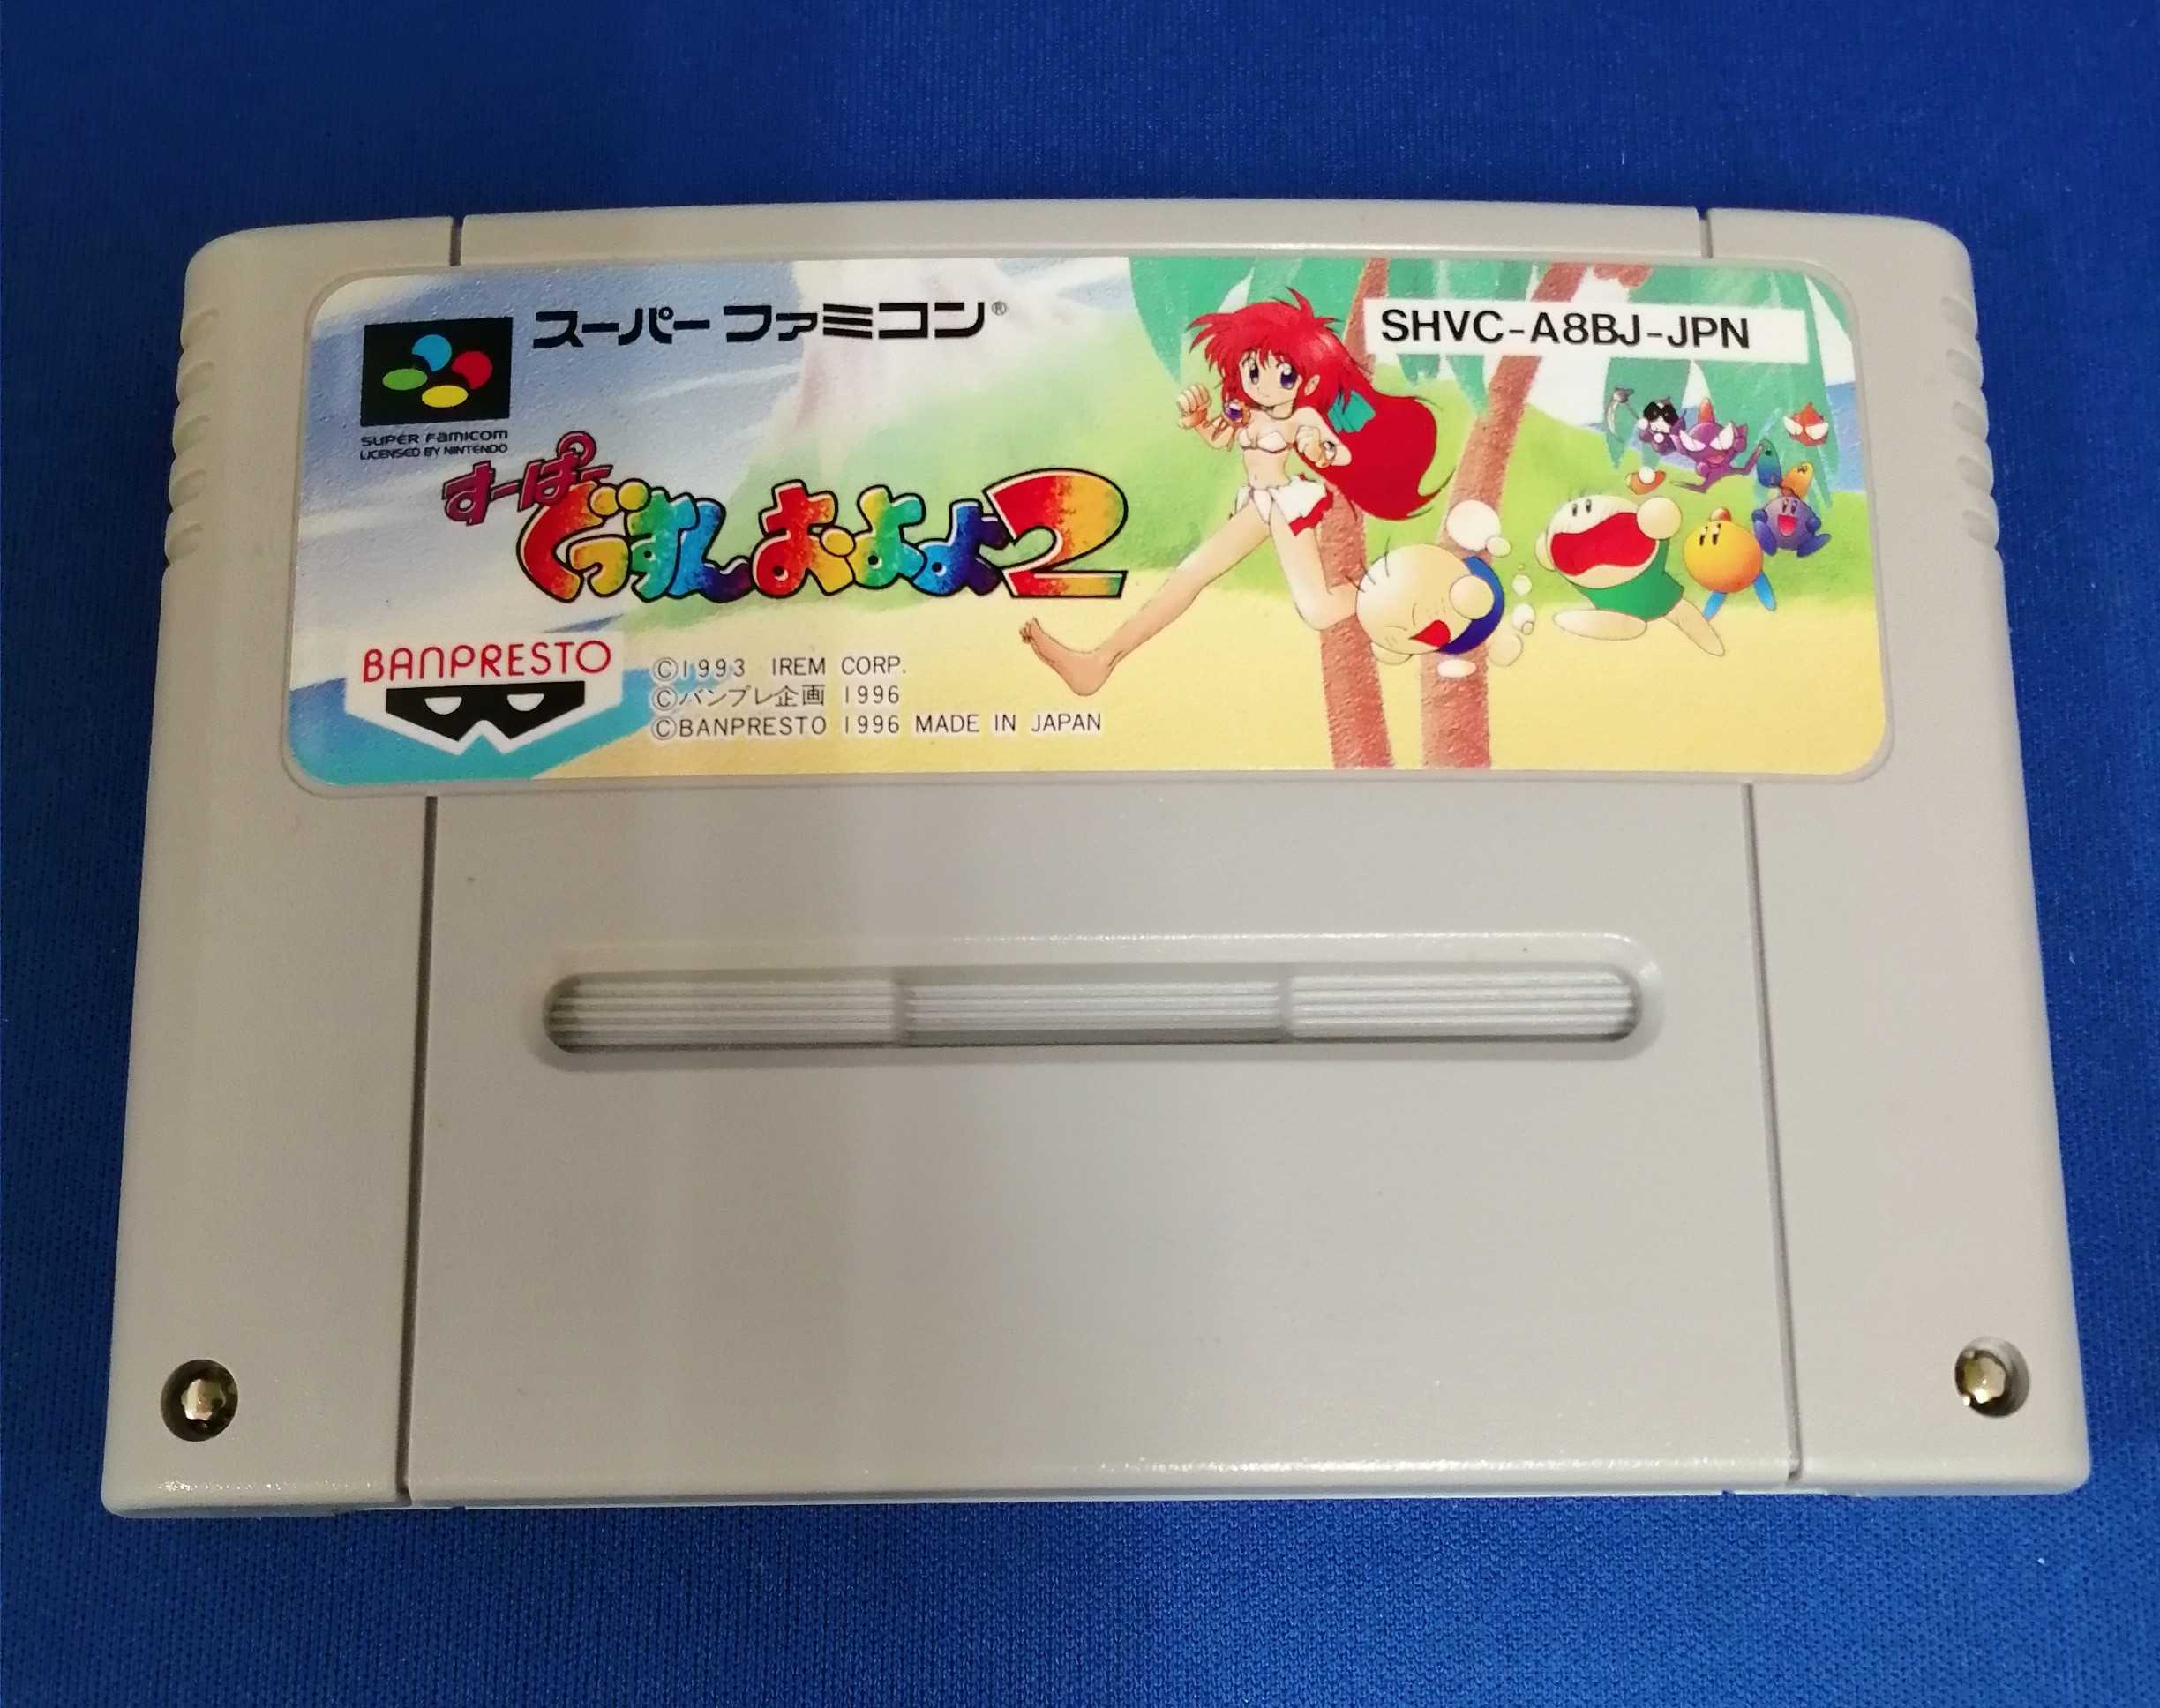 スーパーファミコン®
SHVC-A8BJ-JPN
SUPER FAMICOM
LICENSED BY NINTENDO
すーぱー
ぐっすんおよよ2
BANPRESTO
©1993 IREM CORP.
©バンプレ企画 1996
©BANPRESTO 1996 MADE IN JAPAN